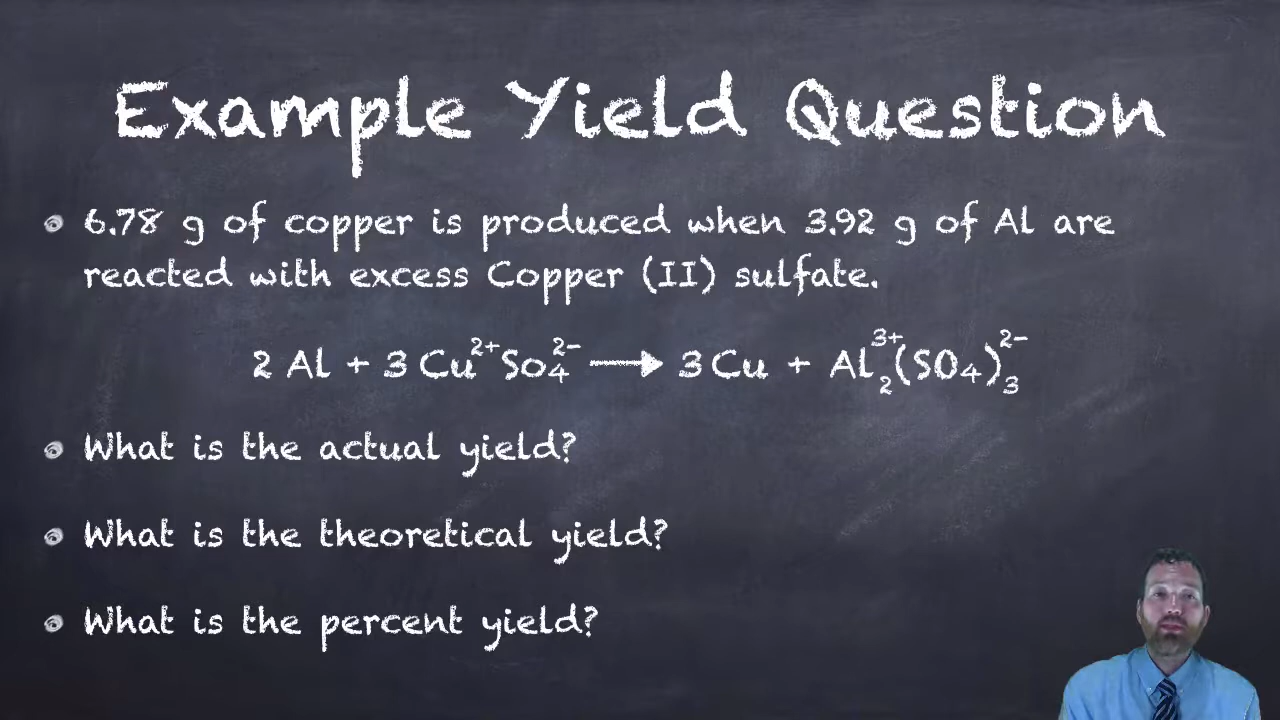 Example Yield Question
6.78 g of copper is produced when 3.92 g of Al are
reacted with excess Copper (II) sulfate.
2 Al + 3 Cu²⁺So₄²⁻ → 3 Cu + Al₂³⁺(SO₄)₃²⁻
What is the actual yield?
What is the theoretical yield?
What is the percent yield?